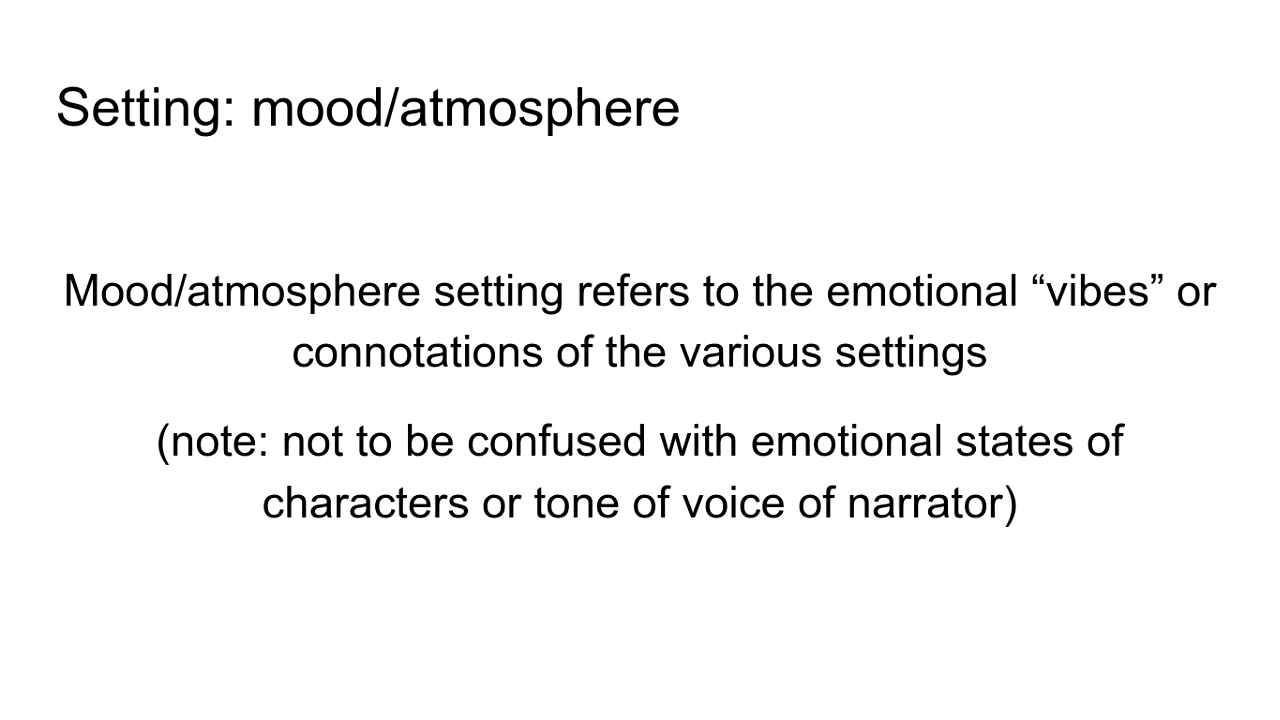 Setting: mood/atmosphere
Mood/atmosphere setting refers to the emotional “vibes” or
connotations of the various settings
(note: not to be confused with emotional states of
characters or tone of voice of narrator)